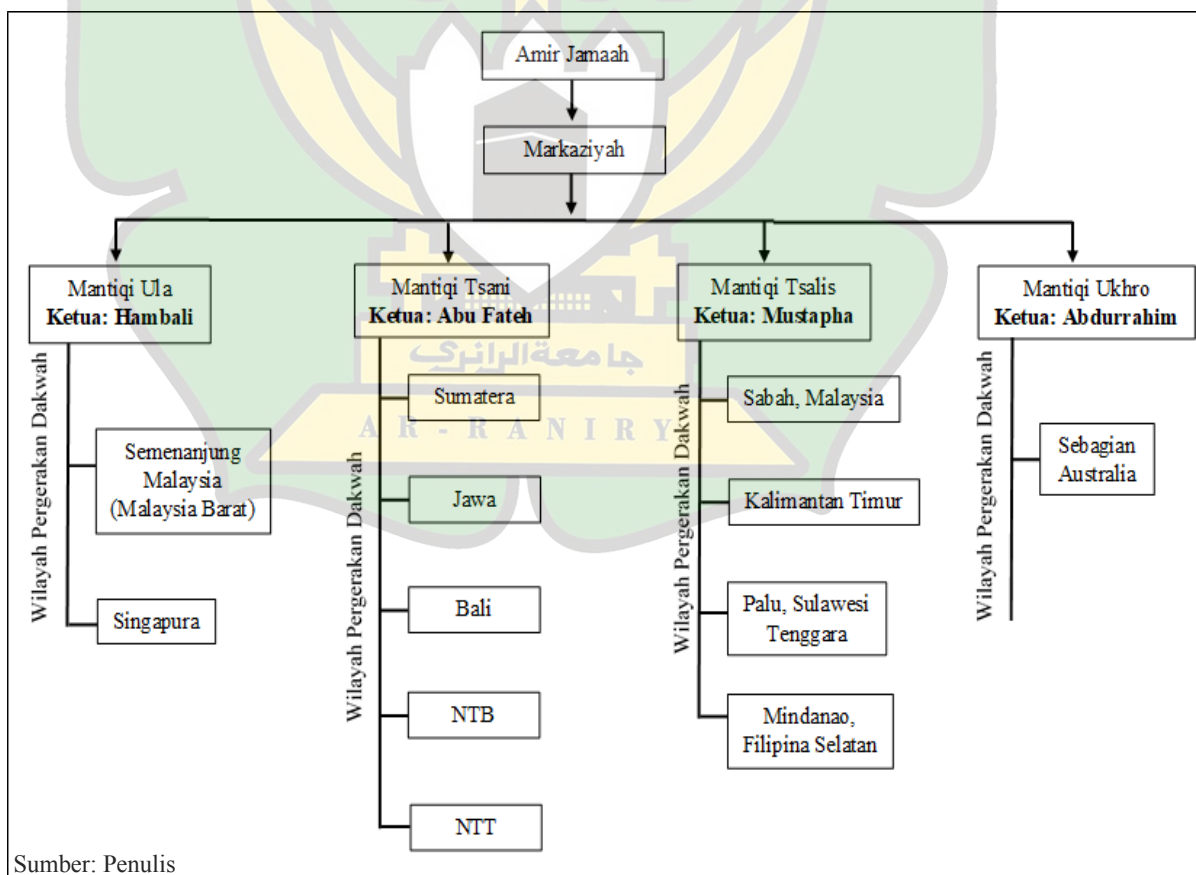 Amir Jamaah
Markaziyah
Mantiqi Ula
Ketua: Hambali
Wilayah Pergerakan Dakwah
Semenanjung
Malaysia
(Malaysia Barat)
Singapura
Mantiqi Tsani
Ketua: Abu Fateh
Wilayah Pergerakan Dakwah
Sumatera
Jawa
Bali
NTB
NTT
Mantiqi Tsalis
Ketua: Mustapha
Wilayah Pergerakan Dakwah
Sabah, Malaysia
Kalimantan Timur
Palu, Sulawesi
Tenggara
Mindanao,
Filipina Selatan
Mantiqi Ukhro
Ketua: Abdurrahim
Wilayah Pergerakan Dakwah
Sebagian
Australia
جامعة الرانري
AR-RANIRY
Sumber: Penulis